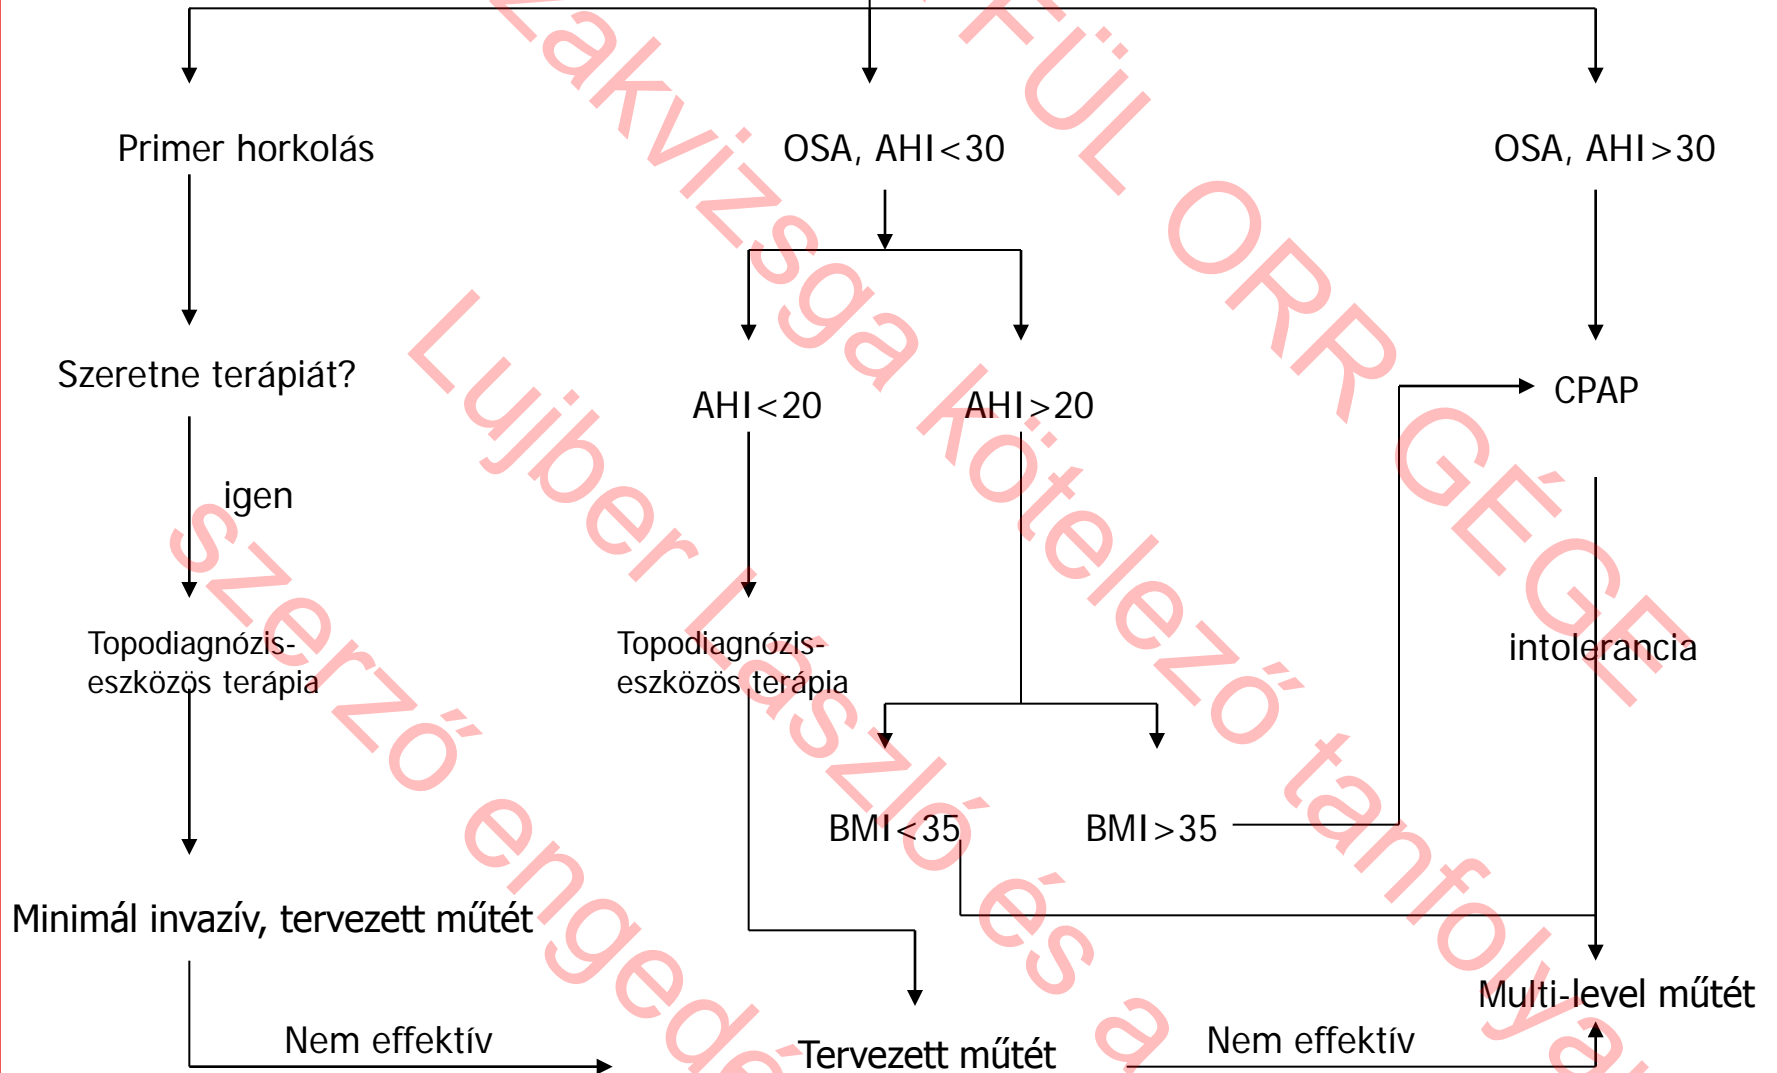 Primer horkolás
OSA, AHI<30
OSA, AHI>30
Szeretne terápiát?
AHI<20
AHI>20
CPAP
igen
Topodiagnózis-
eszközös terápia
Topodiagnózis-
eszközös terápia
intolerancia
BMI<35
BMI>35
Minimál invazív, tervezett műtét
Multi-level műtét
Nem effektív
Tervezett műtét
Nem effektív
FÜL ORR GÉGE
zakvizsga kötelező tanfolya
Lujber László és a
szerző engedé